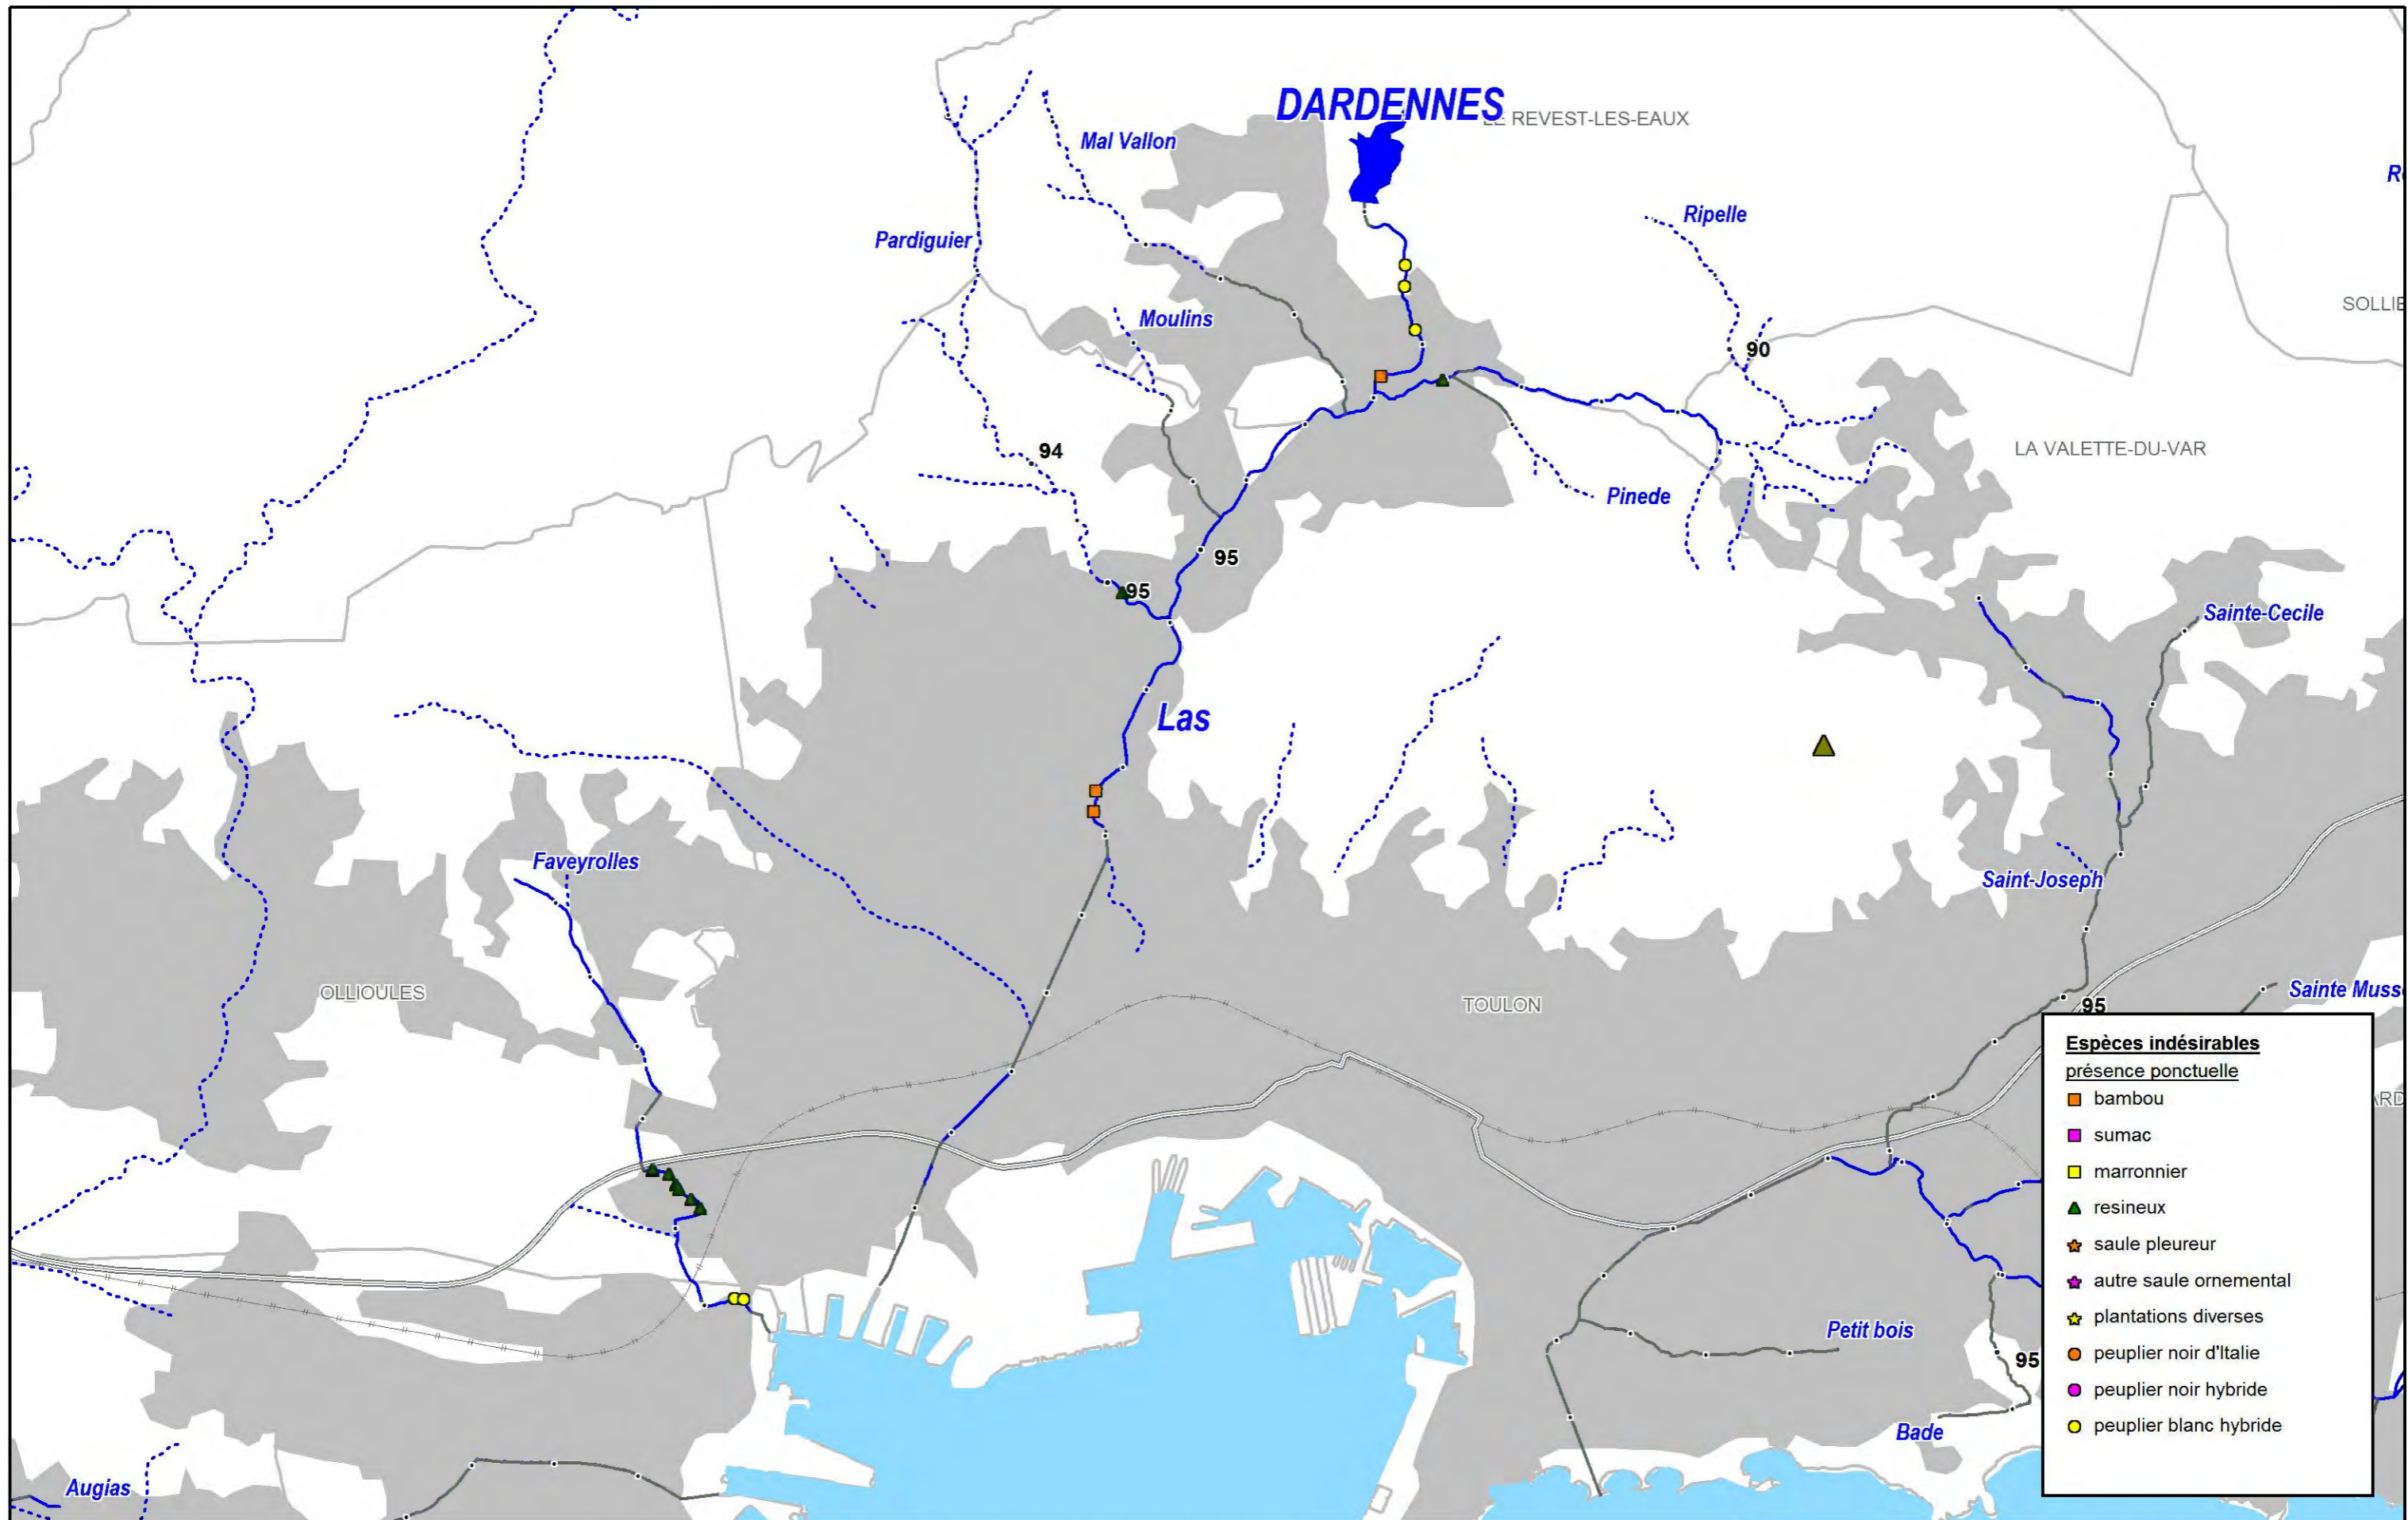 DARDENNES
LE REVEST-LES-EAUX
Mal Vallon
Ripelle
Pardiguier
Moulins
SOLLIE
90
94
LA VALETTE-DU-VAR
Pinede
95
95
Sainte-Cecile
Las
Faveyrolles
Saint-Joseph
OLLIOULES
TOULON
Sainte Muss
95
Espèces indésirables
présence ponctuelle
bambou
sumac
marronnier
resineux
saule pleureur
autre saule ornemental
plantations diverses
peuplier noir d'Italie
peuplier noir hybride
peuplier blanc hybride
Petit bois
95
Bade
Augias